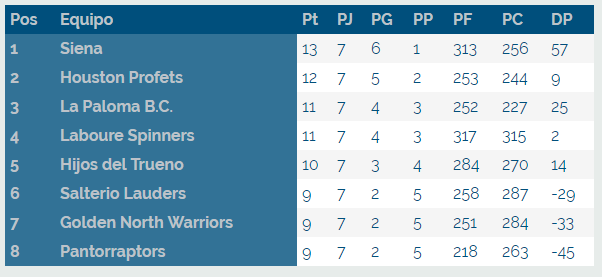 Pos Equipo Pt PJ PG PP PF PC DP
1 Siena 13 7 6 1 313 256 57
2 Houston Profets 12 7 5 2 253 244 9
3 La Paloma B.C. 11 7 4 3 252 227 25
4 Laboure Spinners 11 7 4 3 317 315 2
5 Hijos del Trueno 10 7 3 4 284 270 14
6 Salterio Lauders 9 7 2 5 258 287 -29
7 Golden North Warriors 9 7 2 5 251 284 -33
8 Pantorraptors 9 7 2 5 218 263 -45